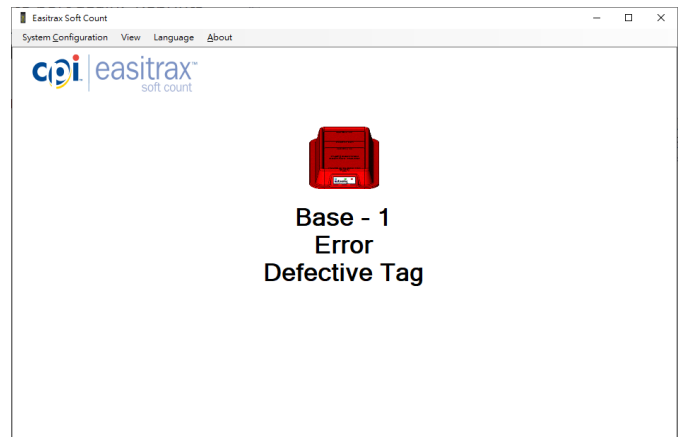 Easitrax Soft Count
System Configuration View Language About
cpi easitrax™
soft count
Base - 1
Error
Defective Tag